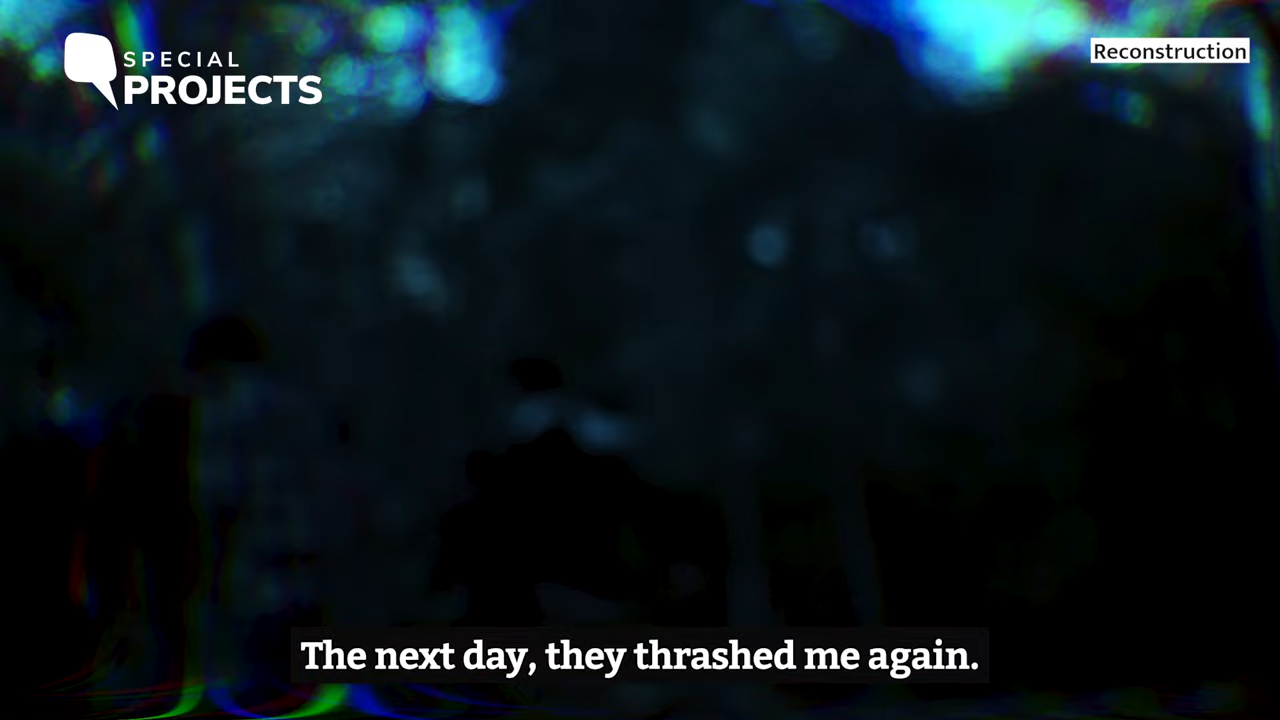 SPECIAL
PROJECTS
Reconstruction
The next day, they thrashed me again.